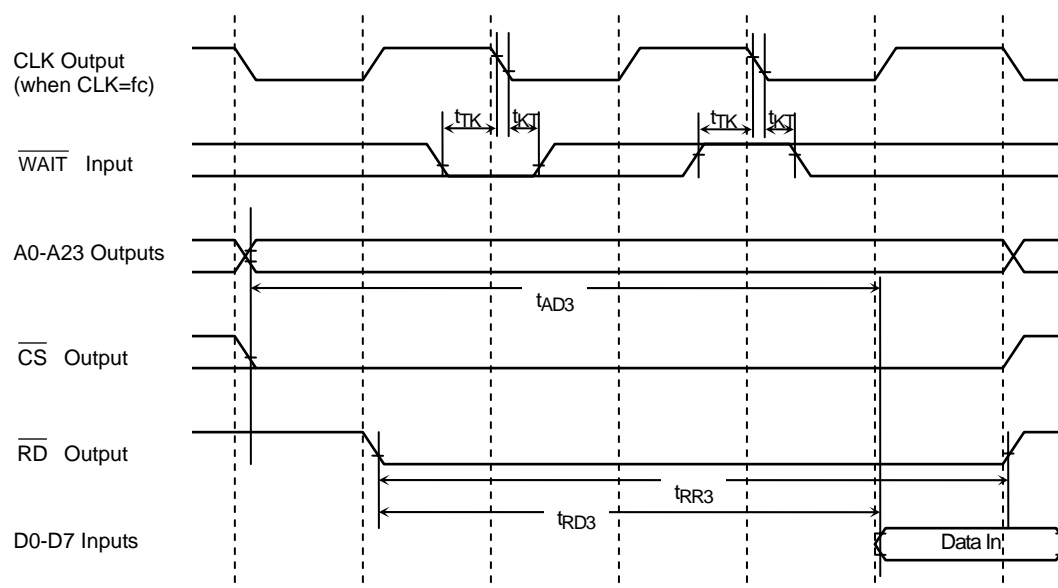 CLK Output
(when CLK=fc)
tTK tKT tTK tKT
WAIT Input
A0-A23 Outputs
tAD3
CS Output
RD Output
tRR3
tRD3
D0-D7 Inputs
Data In